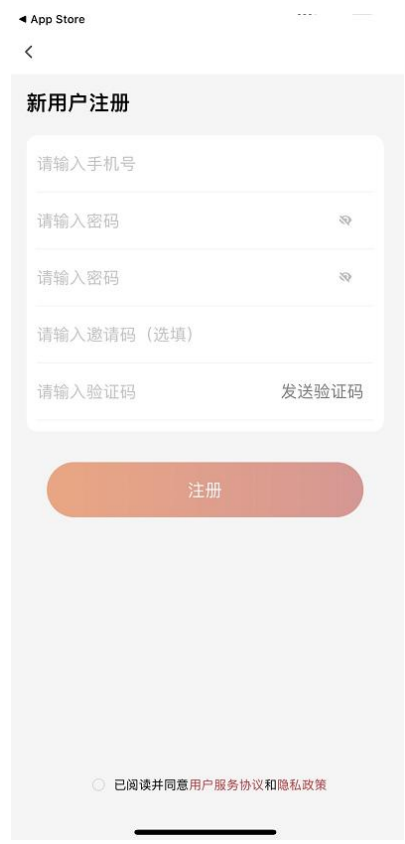 ◀ App Store
新用户注册
请输入手机号
请输入密码
请输入密码
请输入邀请码（选填）
请输入验证码 发送验证码
注册
已阅读并同意用户服务协议和隐私政策